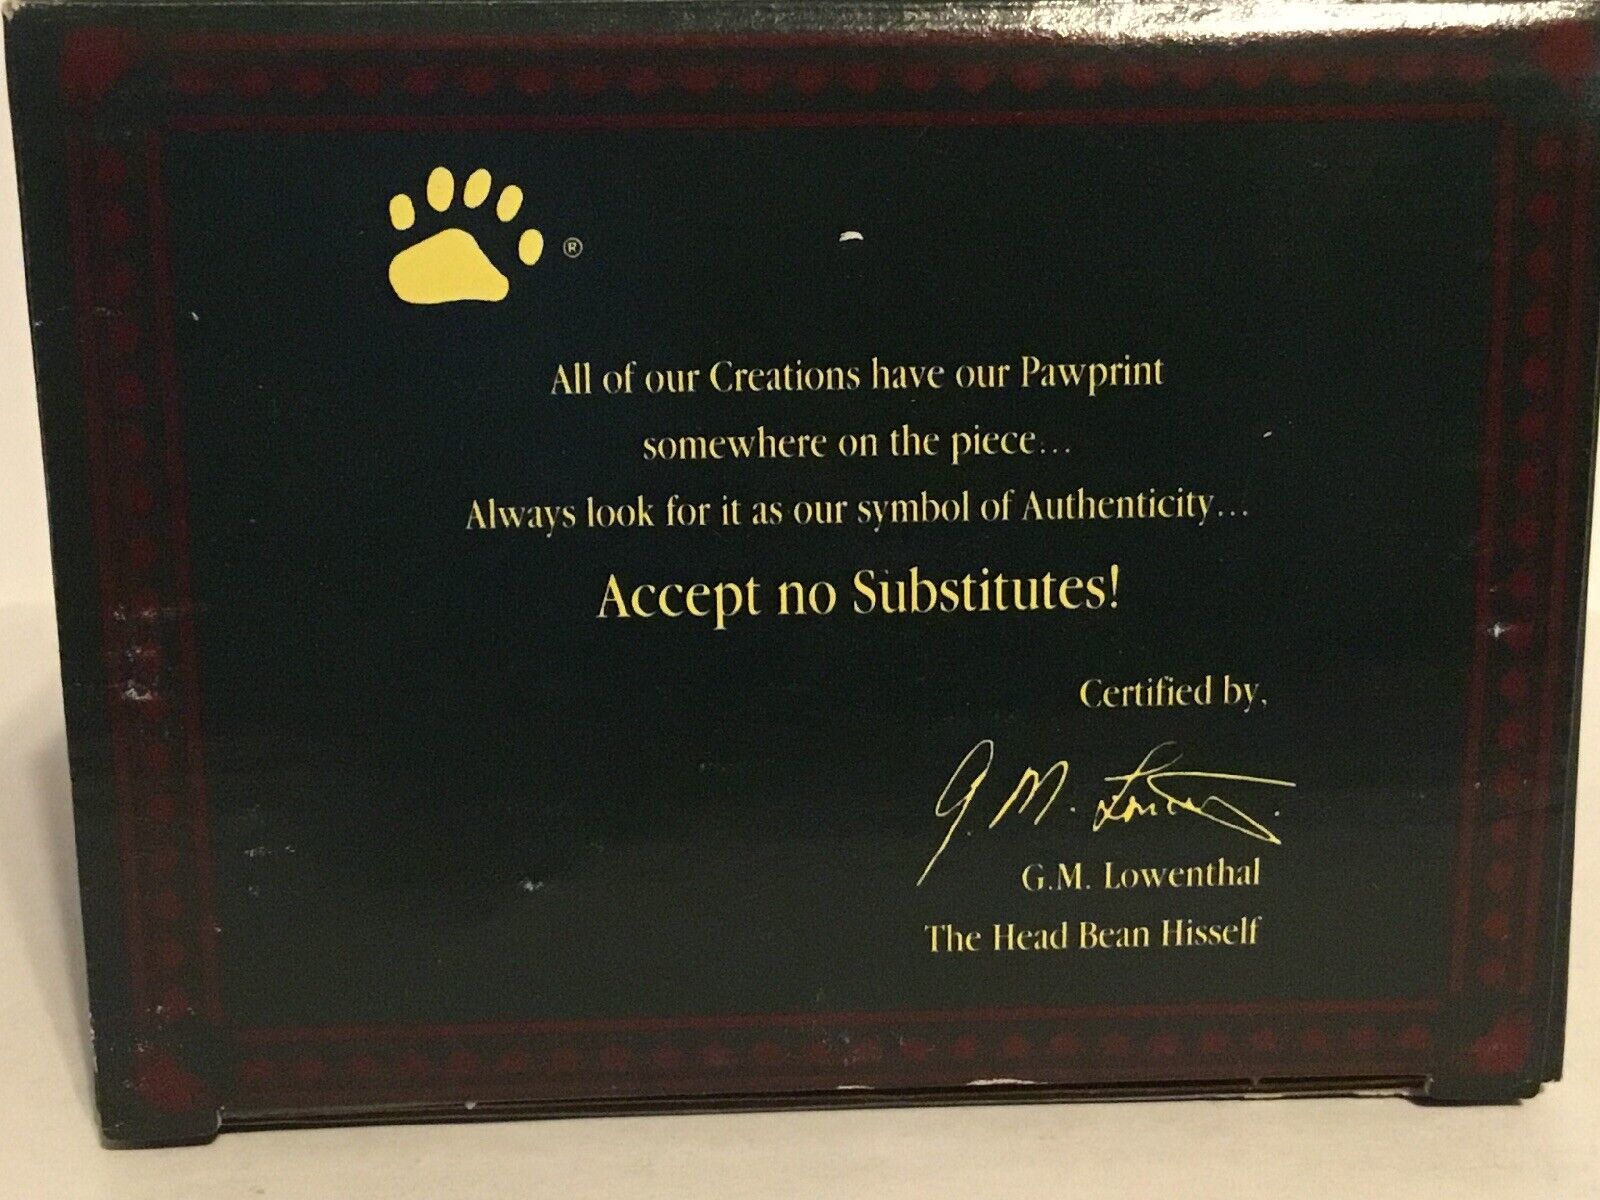 ®
All of our Creations have our Pawprint
somewhere on the piece...
Always look for it as our symbol of Authenticity...
Accept no Substitutes!
Certified by,
G. M. Lowenthal
G.M. Lowenthal
The Head Bean Hisself